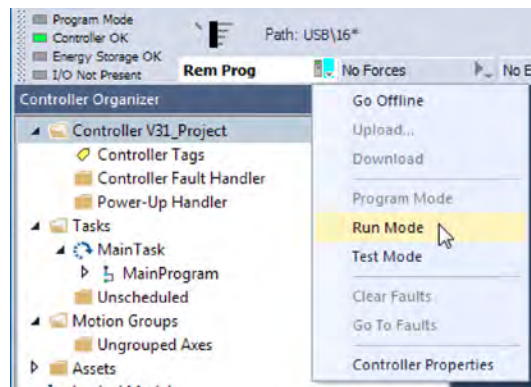 Program Mode
Controller OK
Energy Storage OK
I/O Not Present
Path: USB\16*
Rem Prog
No Forces
No E
Controller Organizer
Controller V31_Project
Controller Tags
Controller Fault Handler
Power-Up Handler
Tasks
MainTask
MainProgram
Unscheduled
Motion Groups
Ungrouped Axes
Assets
Go Offline
Upload...
Download
Program Mode
Run Mode
Test Mode
Clear Faults
Go To Faults
Controller Properties